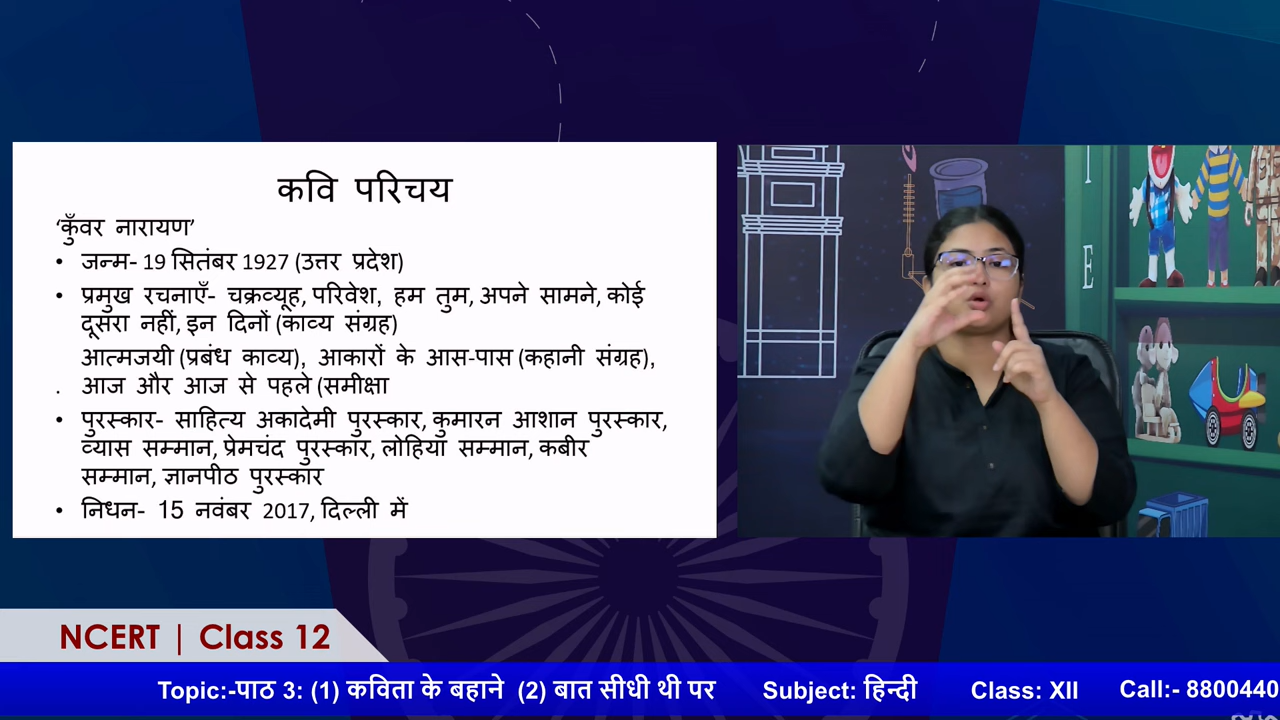 कवि परिचय
‘कुँवर नारायण’
• जन्म- 19 सितंबर 1927 (उत्तर प्रदेश)
• प्रमुख रचनाएँ- चक्रव्यूह, परिवेश, हम तुम, अपने सामने, कोई
दूसरा नहीं, इन दिनों (काव्य संग्रह)
आत्मजयी (प्रबंध काव्य), आकारों के आस-पास (कहानी संग्रह),
. आज और आज से पहले (समीक्षा
• पुरस्कार- साहित्य अकादेमी पुरस्कार, कुमारन आशान पुरस्कार,
व्यास सम्मान, प्रेमचंद पुरस्कार, लोहिया सम्मान, कबीर
सम्मान, ज्ञानपीठ पुरस्कार
• निधन- 15 नवंबर 2017, दिल्ली में
I
E
NCERT | Class 12
Topic:-पाठ 3: (1) कविता के बहाने (2) बात सीधी थी पर Subject: हिन्दी Class: XII Call:- 8800440